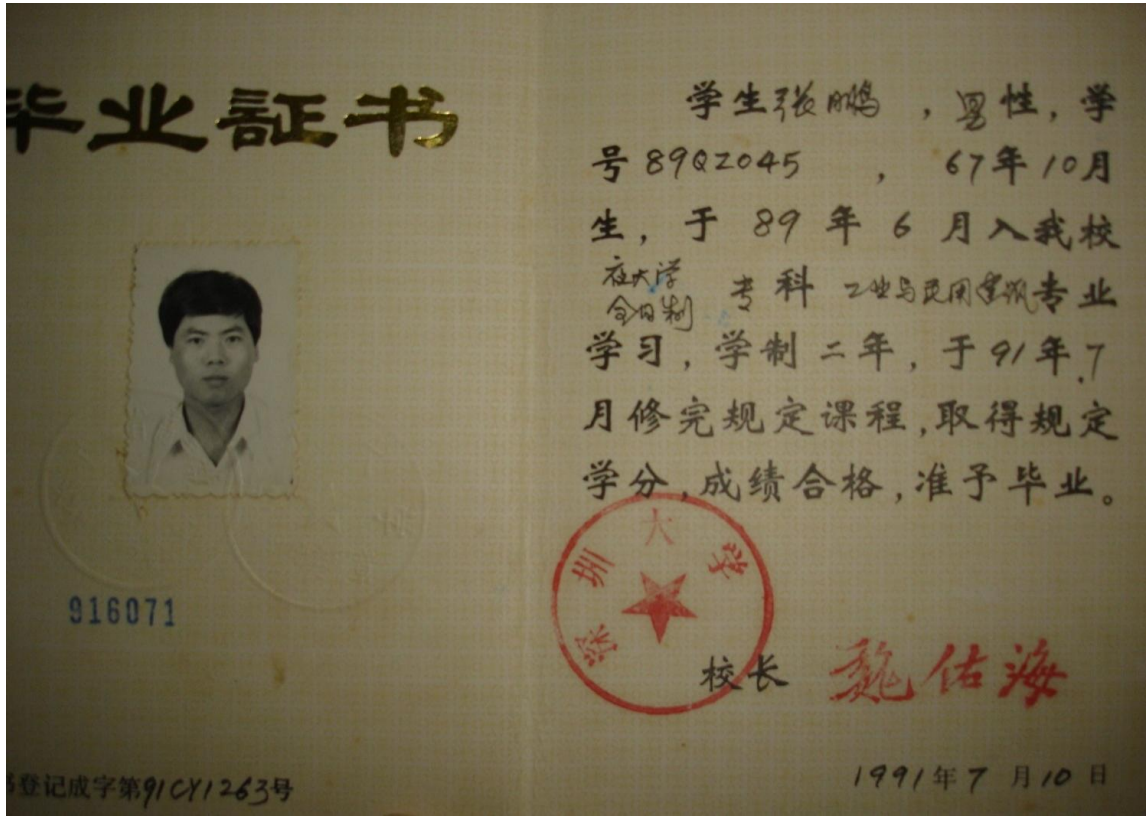 毕业証书
916071
书登记成字第91CY1263号
学生张鹏，男性，学
号89QZ045，67年10月
生，于89年6月入我校
在大学
全日制
专科工业与民用建筑专业
学习，学制二年，于91年7
月修完规定课程，取得规定
学分，成绩合格，准予毕业。
深圳大学
校长 魏佑海
1991年7月10日